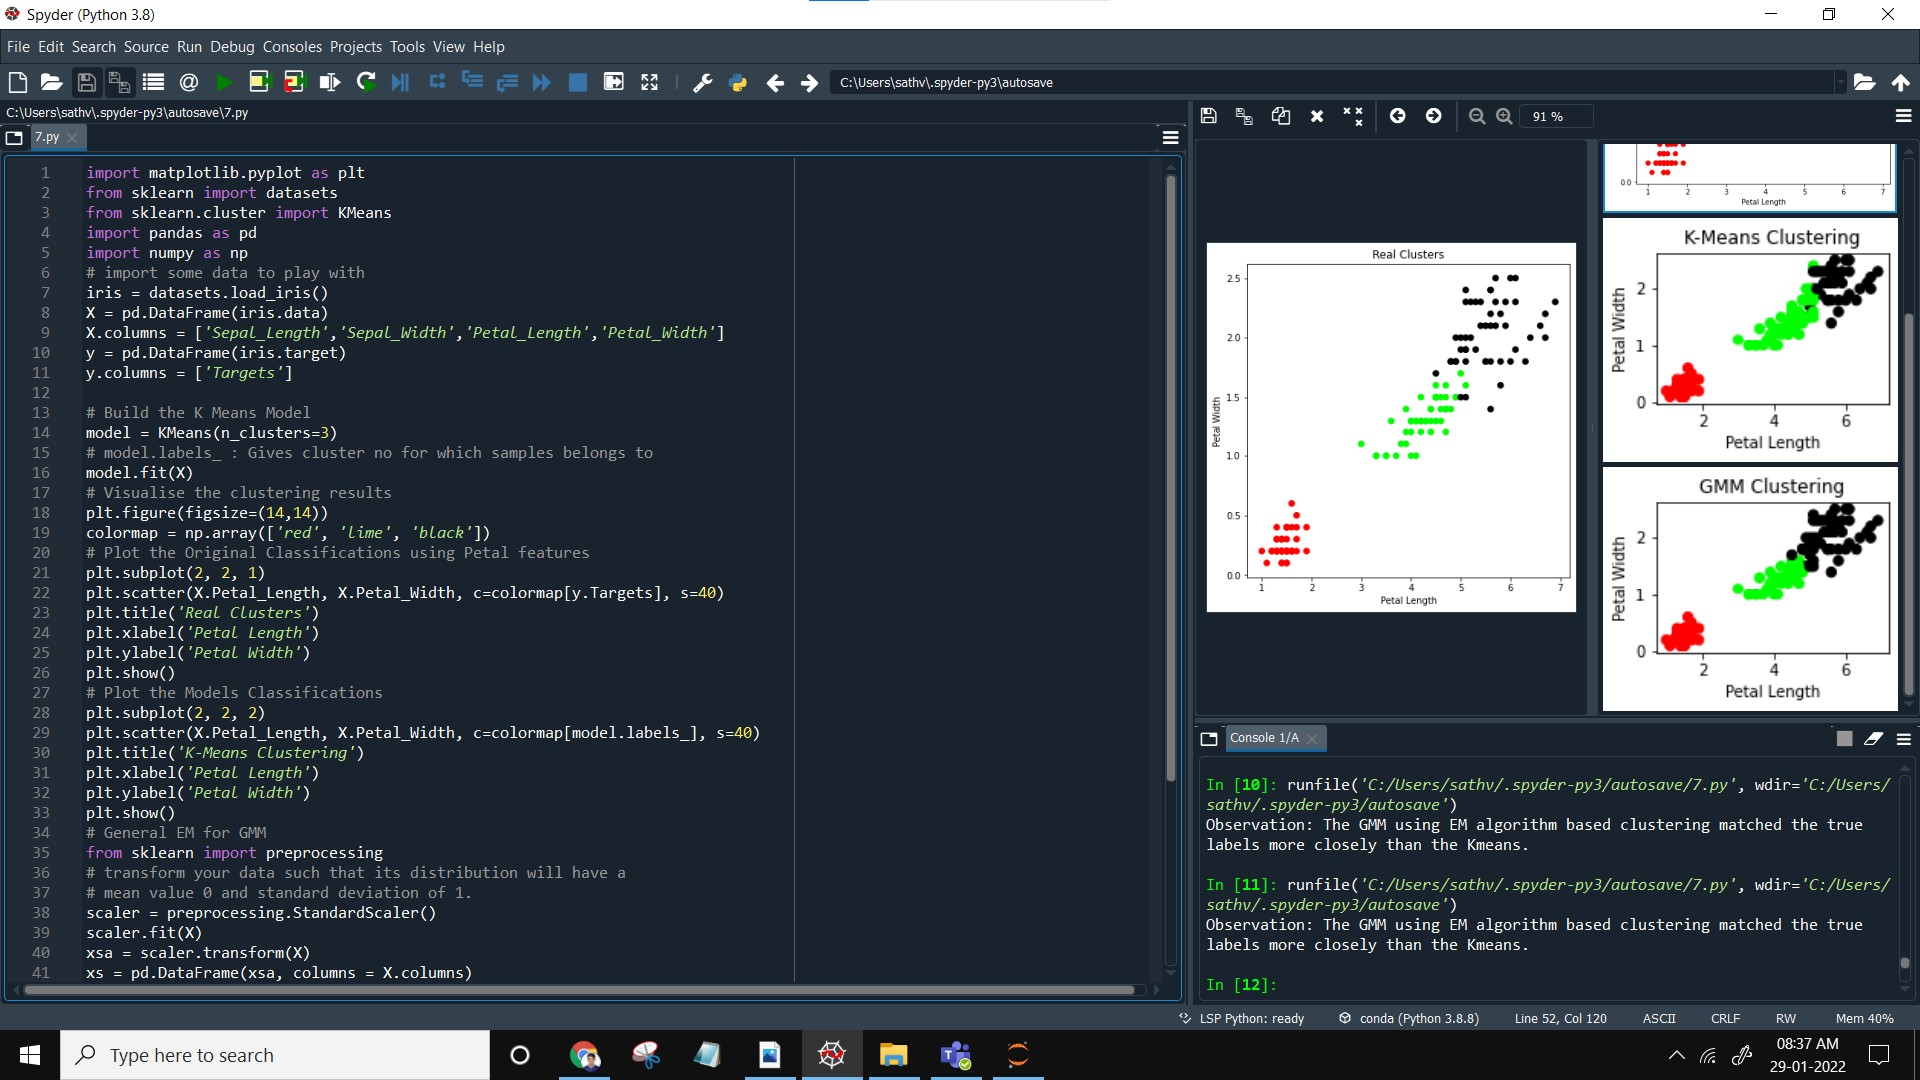 Spyder (Python 3.8)
File Edit Search Source Run Debug Consoles Projects Tools View Help
C:\Users\sathv\.spyder-py3\autosave
C:\Users\sathv\.spyder-py3\autosave\7.py
7.py
1 import matplotlib.pyplot as plt
2 from sklearn import datasets
3 from sklearn.cluster import KMeans
4 import pandas as pd
5 import numpy as np
6 # import some data to play with
7 iris = datasets.load_iris()
8 X = pd.DataFrame(iris.data)
9 X.columns = ['Sepal_Length','Sepal_Width','Petal_Length','Petal_Width']
10 y = pd.DataFrame(iris.target)
11 y.columns = ['Targets']
12
13 # Build the K Means Model
14 model = KMeans(n_clusters=3)
15 # model.labels_ : Gives cluster no for which samples belongs to
16 model.fit(X)
17 # Visualise the clustering results
18 plt.figure(figsize=(14,14))
19 colormap = np.array(['red', 'lime', 'black'])
20 # Plot the Original Classifications using Petal features
21 plt.subplot(2, 2, 1)
22 plt.scatter(X.Petal_Length, X.Petal_Width, c=colormap[y.Targets], s=40)
23 plt.title('Real Clusters')
24 plt.xlabel('Petal Length')
25 plt.ylabel('Petal Width')
26 plt.show()
27 # Plot the Models Classifications
28 plt.subplot(2, 2, 2)
29 plt.scatter(X.Petal_Length, X.Petal_Width, c=colormap[model.labels_], s=40)
30 plt.title('K-Means Clustering')
31 plt.xlabel('Petal Length')
32 plt.ylabel('Petal Width')
33 plt.show()
34 # General EM for GMM
35 from sklearn import preprocessing
36 # transform your data such that its distribution will have a
37 # mean value 0 and standard deviation of 1.
38 scaler = preprocessing.StandardScaler()
39 scaler.fit(X)
40 xsa = scaler.transform(X)
41 xs = pd.DataFrame(xsa, columns = X.columns)
91 %
Real Clusters
2.5
2.0
1.5
1.0
0.5
0.0
Petal Width
1 2 3 4 5 6 7
Petal Length
0.0
1 2 3 4 5 6 7
Petal Length
K-Means Clustering
2
1
0
Petal Width
2 4 6
Petal Length
GMM Clustering
2
1
0
Petal Width
2 4 6
Petal Length
Console 1/A
In [10]: runfile('C:/Users/sathv/.spyder-py3/autosave/7.py', wdir='C:/Users/
sathv/.spyder-py3/autosave')
Observation: The GMM using EM algorithm based clustering matched the true
labels more closely than the Kmeans.
In [11]: runfile('C:/Users/sathv/.spyder-py3/autosave/7.py', wdir='C:/Users/
sathv/.spyder-py3/autosave')
Observation: The GMM using EM algorithm based clustering matched the true
labels more closely than the Kmeans.
In [12]:
LSP Python: ready conda (Python 3.8.8) Line 52, Col 120 ASCII CRLF RW Mem 40%
Type here to search
08:37 AM
29-01-2022